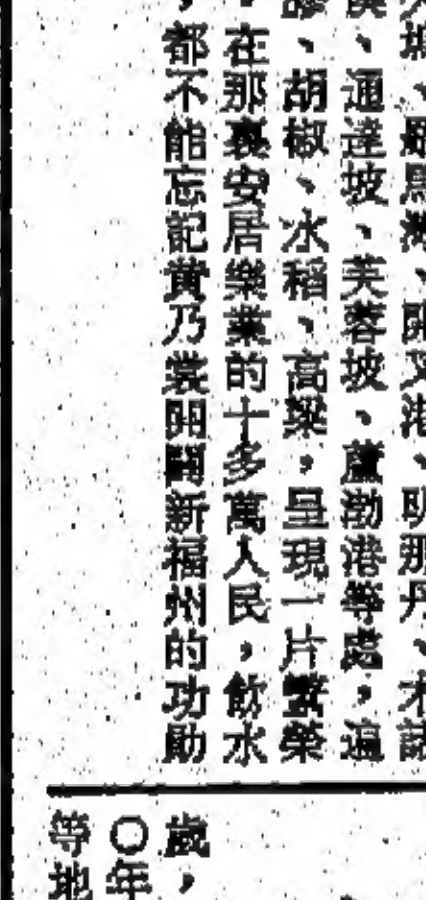 、開
港、明那丹、木
漢、通達坡、芙蓉坡、蘆渤港等處，遍
膠、胡椒、水稻、高粱，呈現一片繁榮
，在那裏安居樂業的十多萬人民，飲水
，都不能忘記黃乃裳開闢新福州的功勛
歲，
〇年
等地